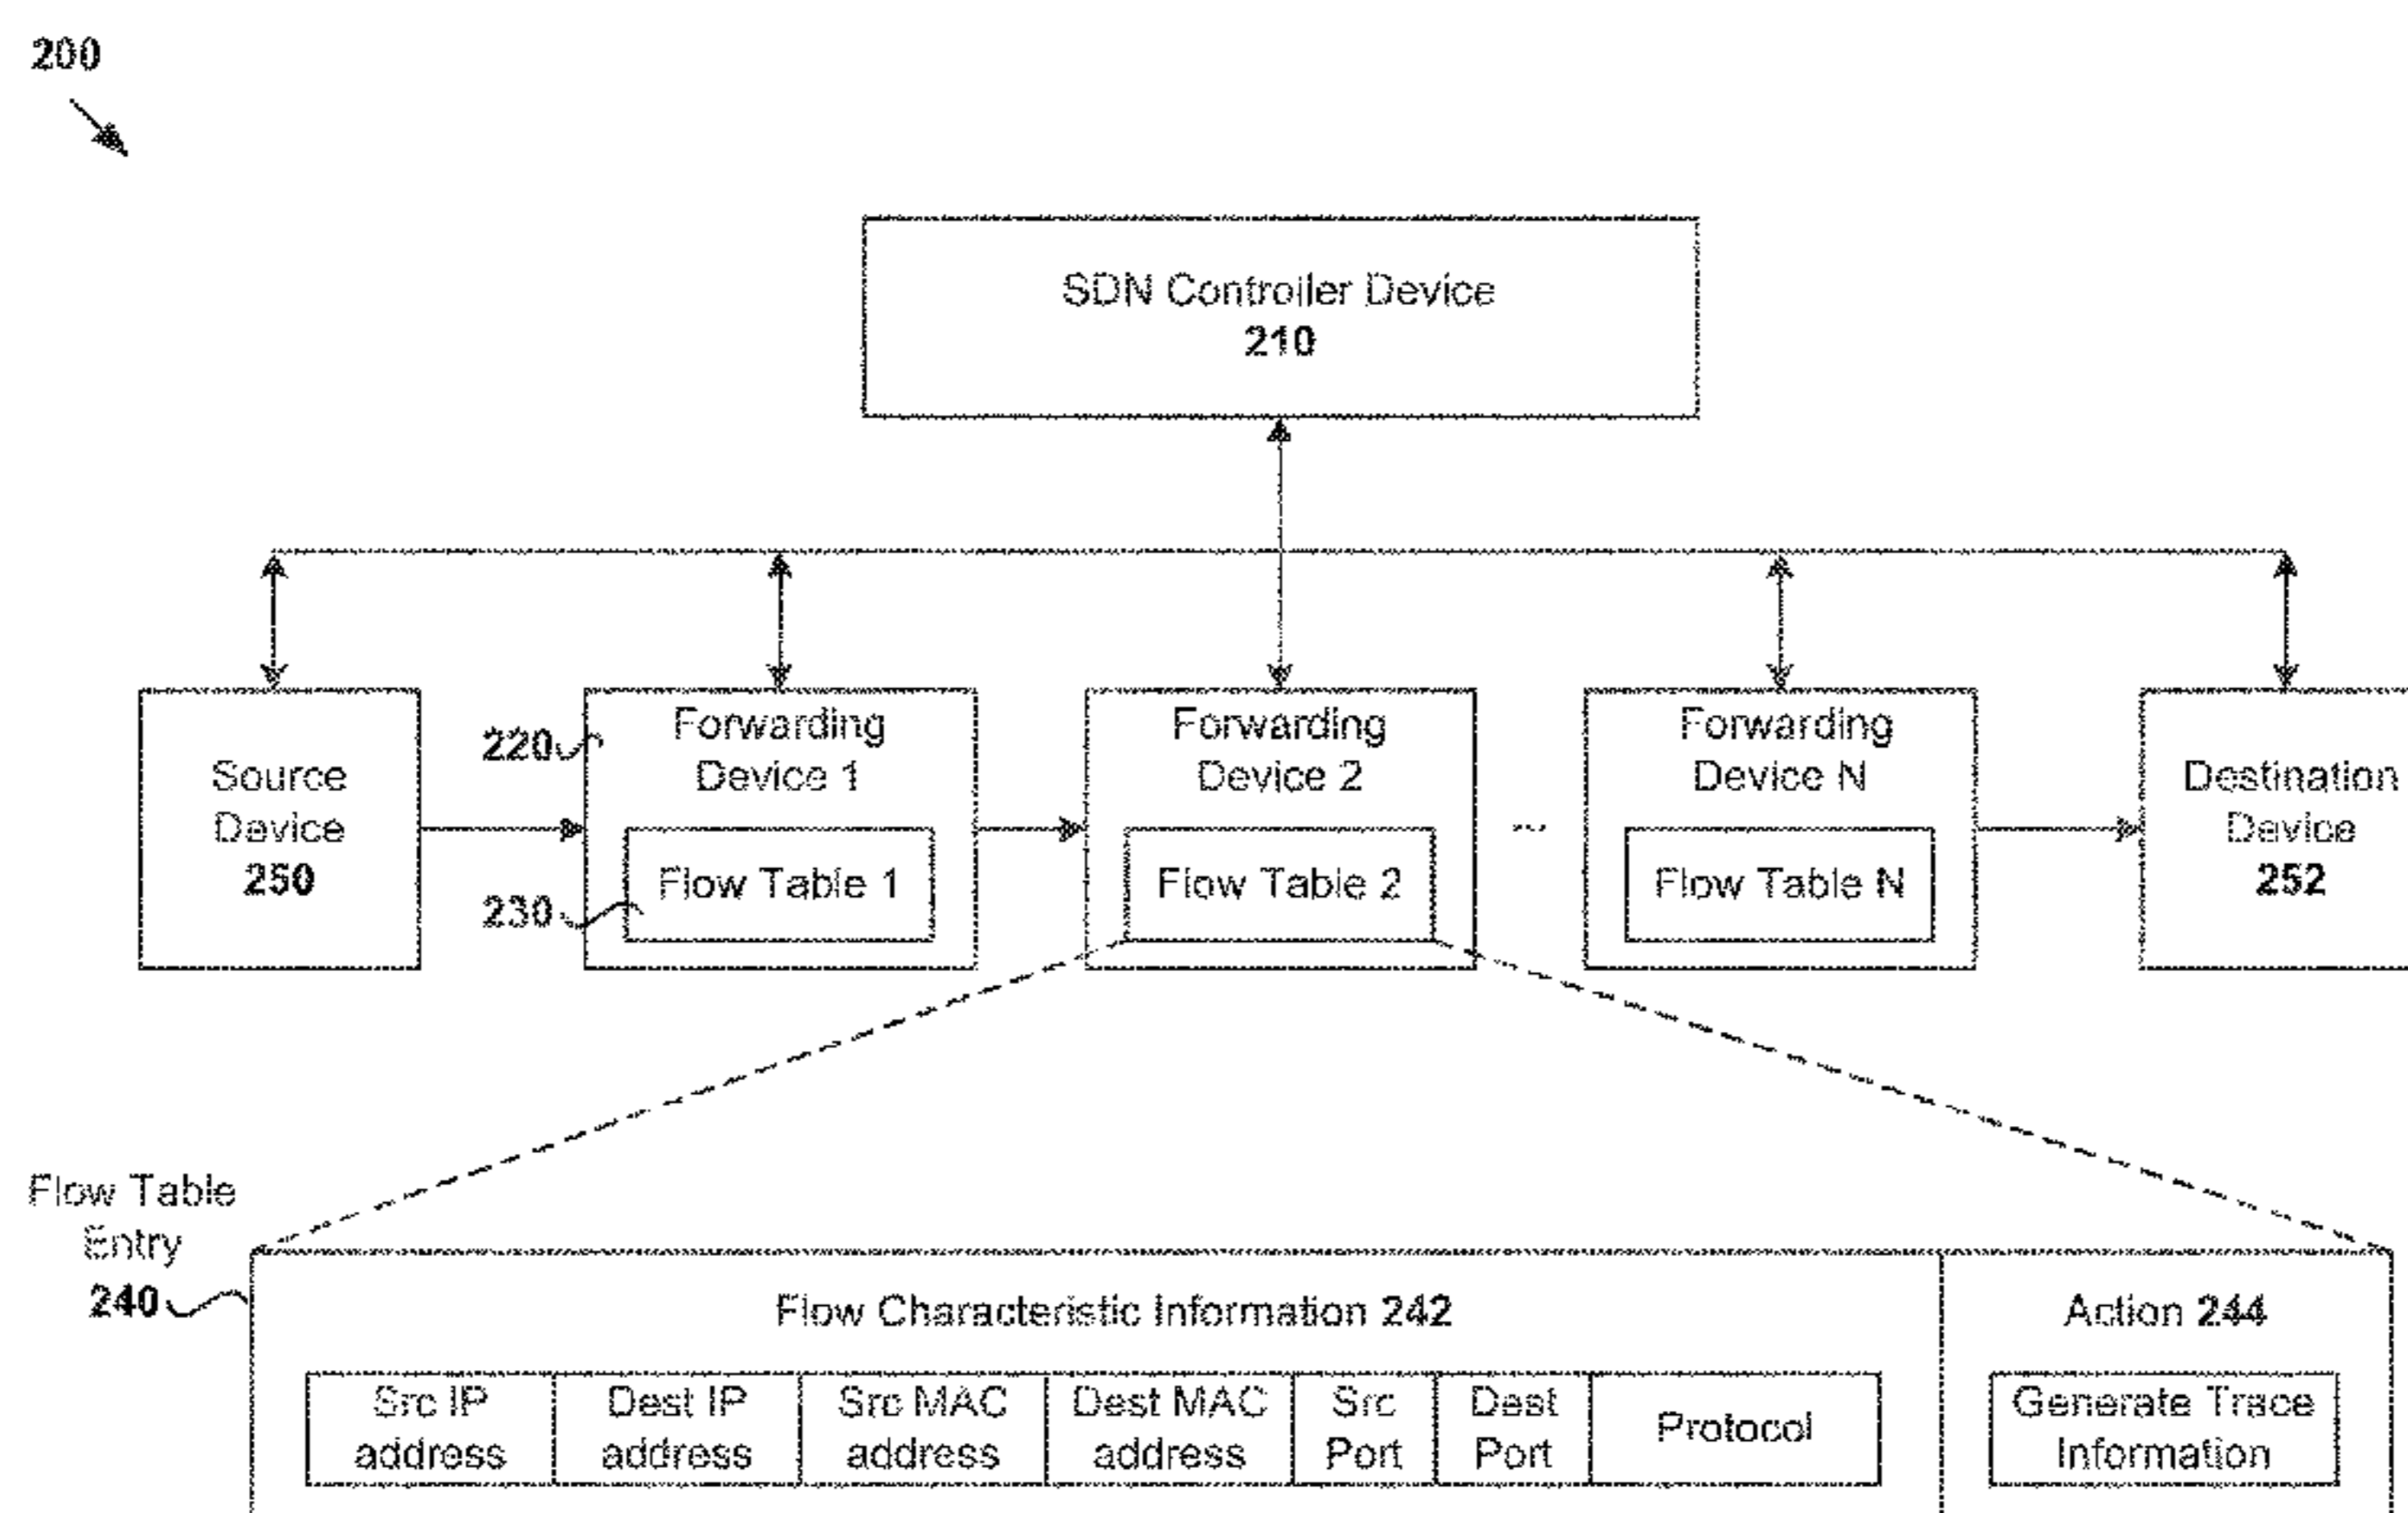 200
SDN Controller Device
210
220
Forwarding
Device 1
Forwarding
Device 2
Forwarding
Device N
Source
Device
250
Destination
Device
252
...
230
Flow Table 1
Flow Table 2
Flow Table N
Flow Table
Entry
240
Flow Characteristic Information 242
Action 244
Src IP
address
Dest IP
address
Src MAC
address
Dest MAC
address
Src
Port
Dest
Port
Protocol
Generate Trace
Information